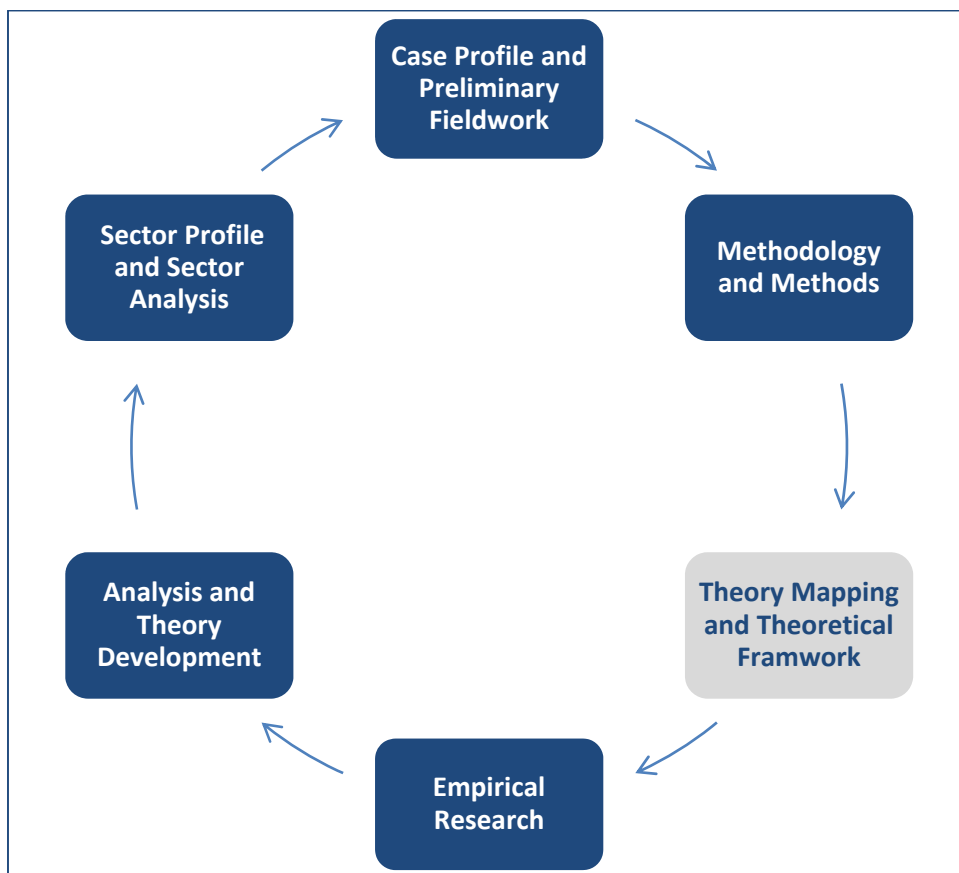 Case Profile and
Preliminary
Fieldwork
Methodology
and Methods
Theory Mapping
and Theoretical
Framwork
Empirical
Research
Analysis and
Theory
Development
Sector Profile
and Sector
Analysis